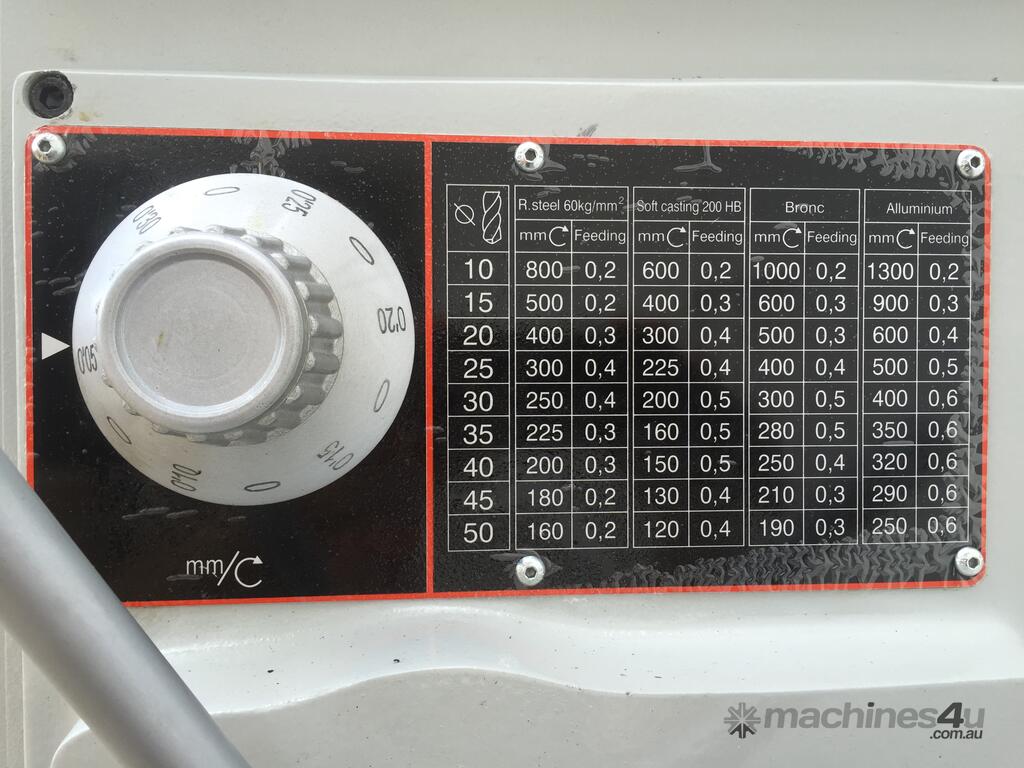 0
0'25
0
0'20
0
0'15
0
0'10
0
0'05
0'30
mm/
R.steel 60kg/mm² Soft casting 200 HB Bronc Alluminium
Ø mm Feeding mm Feeding mm Feeding mm Feeding
10 800 0,2 600 0,2 1000 0,2 1300 0,2
15 500 0,2 400 0,3 600 0,3 900 0,3
20 400 0,3 300 0,4 500 0,3 600 0,4
25 300 0,4 225 0,4 400 0,4 500 0,5
30 250 0,4 200 0,5 300 0,5 400 0,6
35 225 0,3 160 0,5 280 0,5 350 0,6
40 200 0,3 150 0,5 250 0,4 320 0,6
45 180 0,2 130 0,4 210 0,3 290 0,6
50 160 0,2 120 0,4 190 0,3 250 0,6
machines4u
.com.au